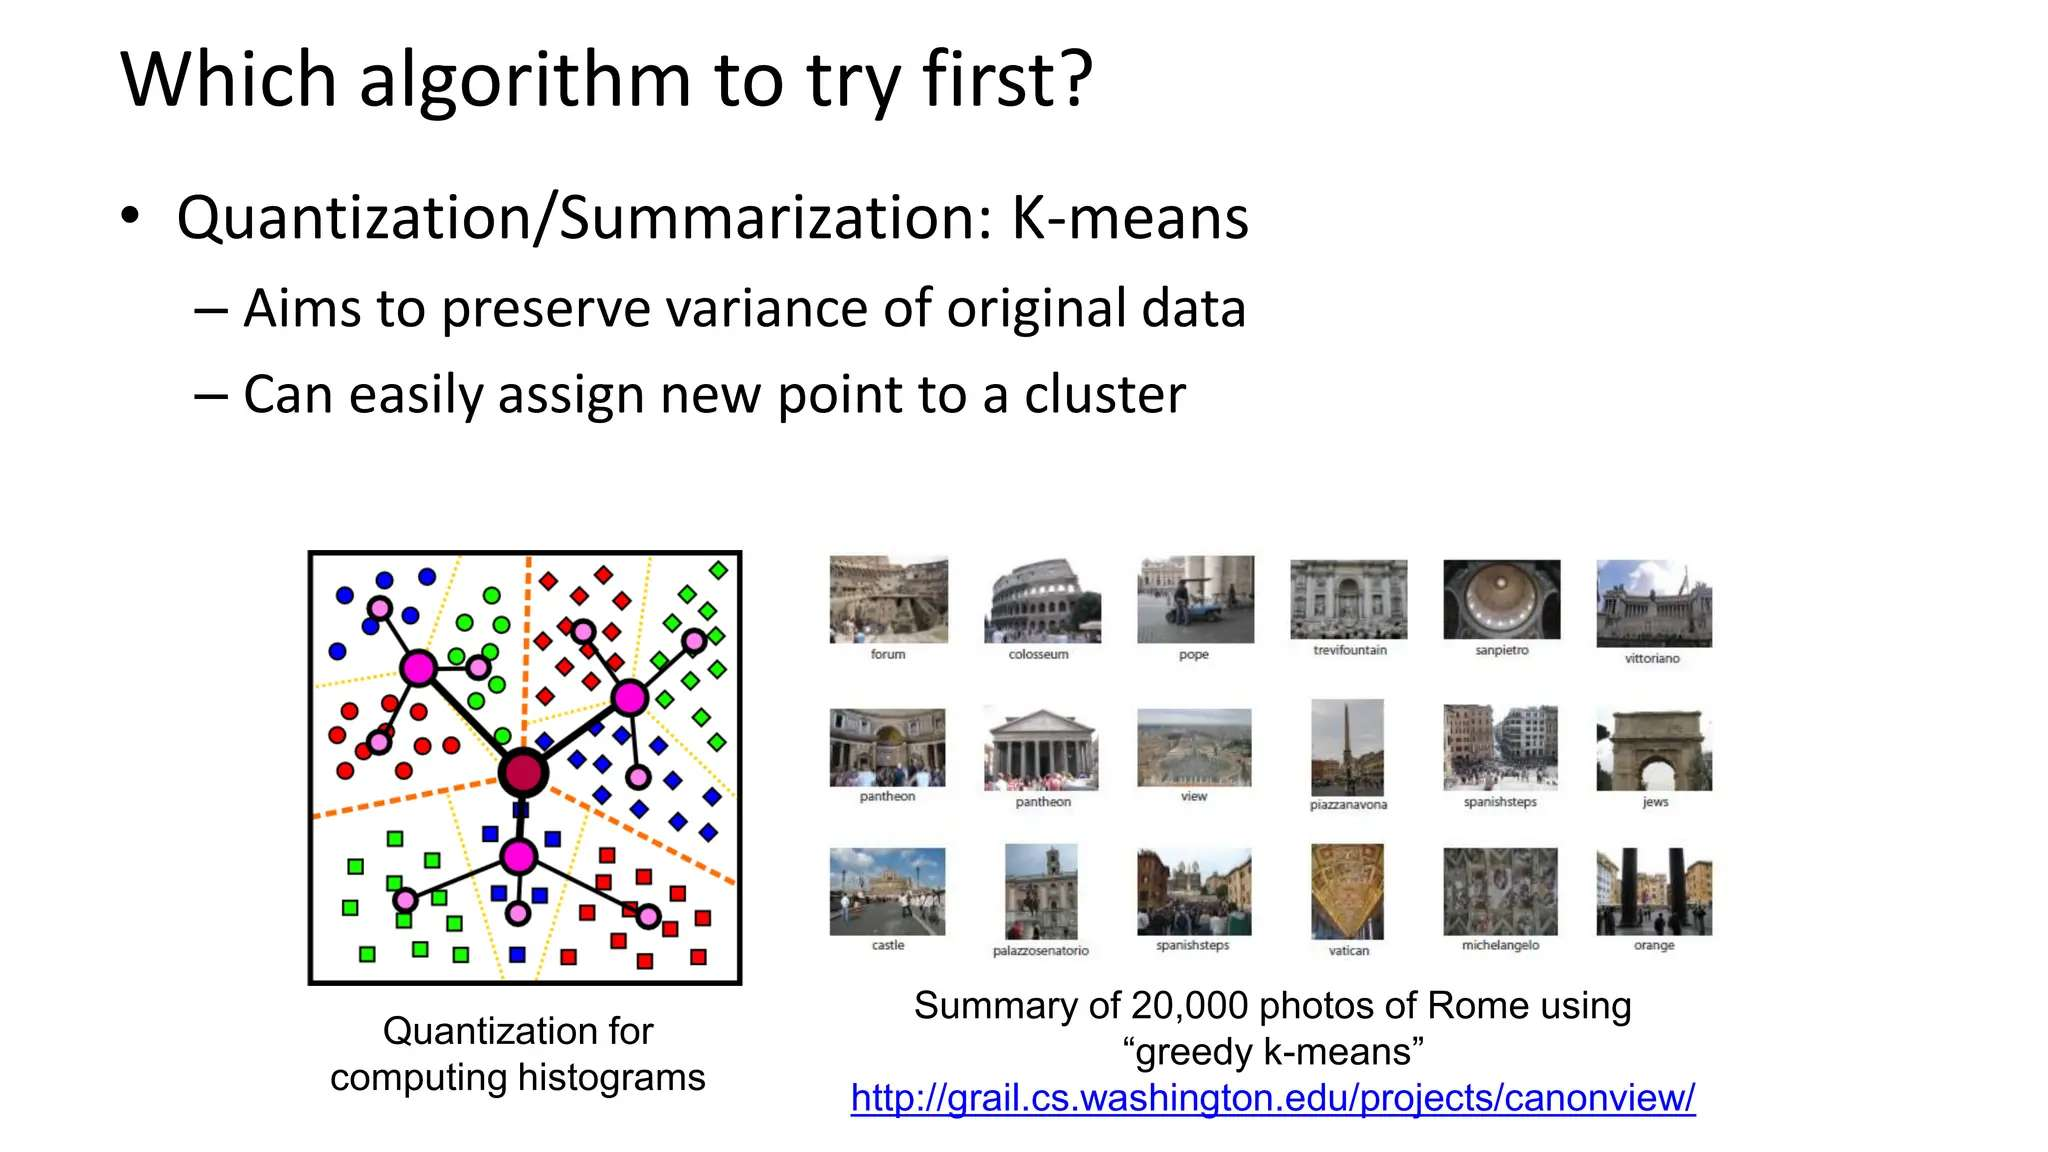 Which algorithm to try first?
• Quantization/Summarization: K-means
– Aims to preserve variance of original data
– Can easily assign new point to a cluster
forum
colosseum
pope
trevifountain
sanpietro
vittoriano
pantheon
pantheon
view
piazzanavona
spanishsteps
jews
castle
palazzosenatorio
spanishsteps
vatican
michelangelo
orange
Quantization for
computing histograms
Summary of 20,000 photos of Rome using
“greedy k-means”
http://grail.cs.washington.edu/projects/canonview/